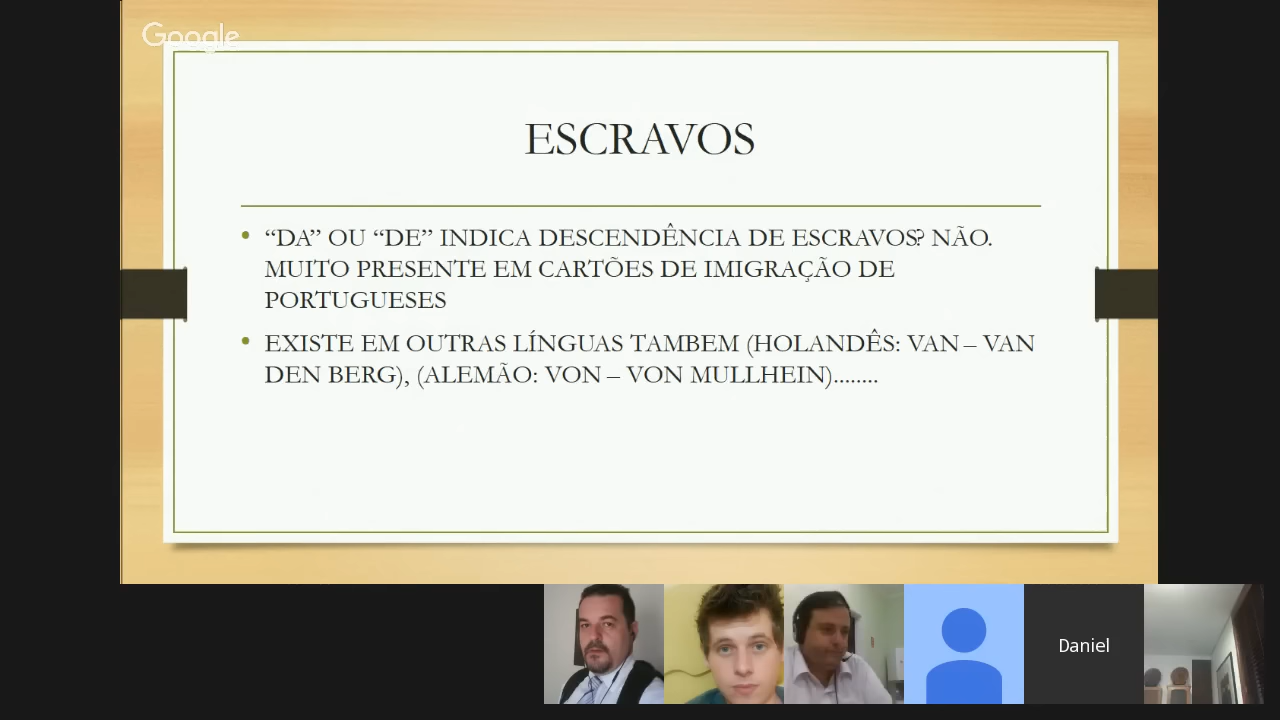 Google
ESCRAVOS
• “DA” OU “DE” INDICA DESCENDÊNCIA DE ESCRAVOS? NÃO.
MUITO PRESENTE EM CARTÕES DE IMIGRAÇÃO DE
PORTUGUESES
• EXISTE EM OUTRAS LÍNGUAS TAMBEM (HOLANDÊS: VAN – VAN
DEN BERG), (ALEMÃO: VON – VON MULLHEIN)........
Daniel